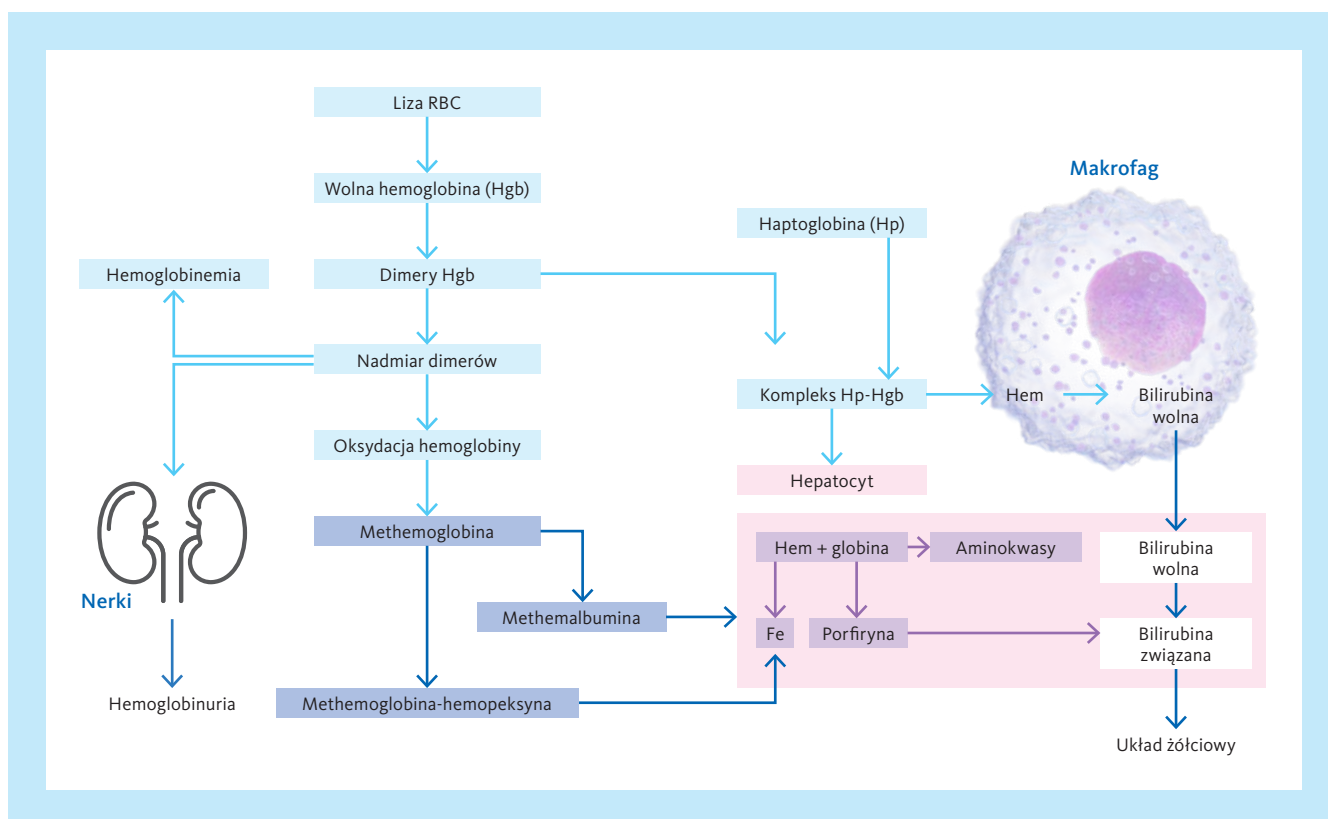 Liza RBC
Makrofag
Wolna hemoglobina (Hgb)
Haptoglobina (Hp)
Hemoglobinemia
Dimery Hgb
Nadmiar dimerów
Kompleks Hp-Hgb
Hem
Bilirubina
wolna
Oksydacja hemoglobiny
Hepatocyt
Methemoglobina
Hem + globina
Aminokwasy
Bilirubina
wolna
Nerki
Methemalbumina
Fe
Porfiryna
Bilirubina
związana
Hemoglobinuria
Methemoglobina-hemopeksyna
Układ żółciowy